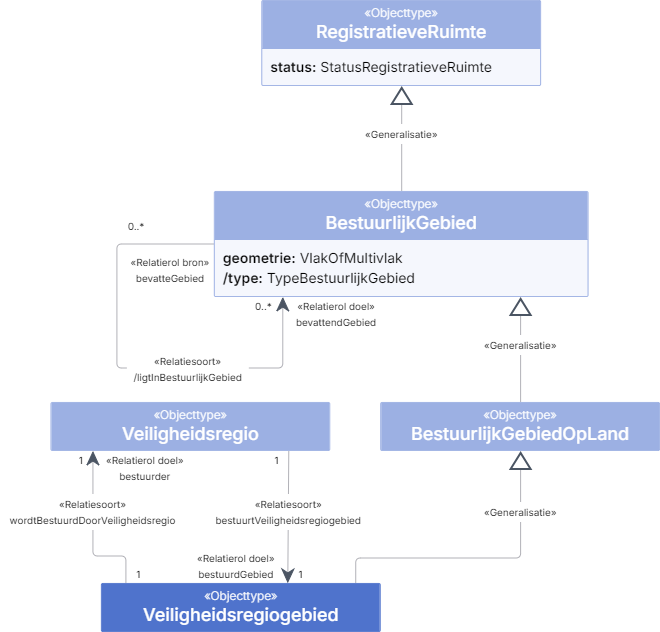 «Objecttype»
RegistratieveRuimte
status: StatusRegistratieveRuimte
«Generalisatie»
«Objecttype»
BestuurlijkGebied
geometrie: VlakOfMultivlak
/type: TypeBestuurlijkGebied
0..*
«Relatierol bron»
bevatteGebied
0..*
«Relatierol doel»
bevattendGebied
«Generalisatie»
«Relatiesoort»
/ligtInBestuurlijkGebied
«Objecttype»
Veiligheidsregio
«Objecttype»
BestuurlijkGebiedOpLand
1
«Relatierol doel»
bestuurder
1
«Relatiesoort»
wordtBestuurdDoorVeiligheidsregio
«Relatiesoort»
bestuurtVeiligheidsregiogebied
«Generalisatie»
1
«Relatierol doel»
bestuurdGebied
1
«Objecttype»
Veiligheidsregiogebied